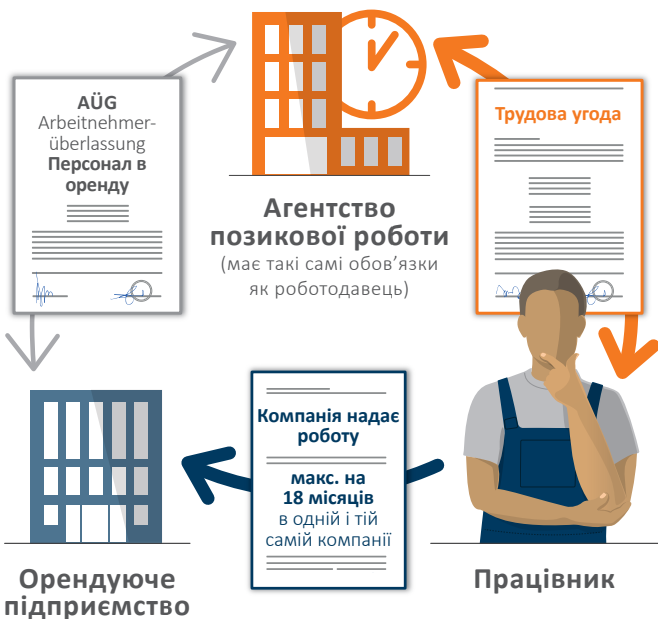 AÜG
Arbeitnehmer-
überlassung
Персонал в
оренду
Трудова угода
Агентство
позикової роботи
(має такі самі обов’язки
як роботодавець)
Компанія надає
роботу
макс. на
18 місяців
в одній і тій
самій компанії
Орендуюче
підприємство
Працівник